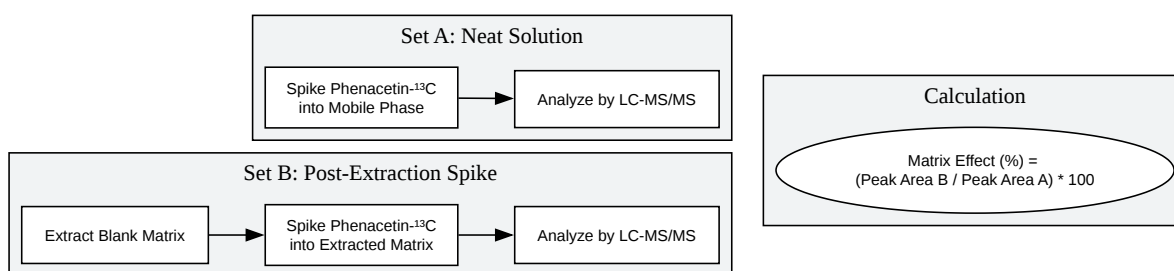 Set A: Neat Solution
Spike Phenacetin-¹³C
into Mobile Phase
Analyze by LC-MS/MS
Set B: Post-Extraction Spike
Extract Blank Matrix
Spike Phenacetin-¹³C
into Extracted Matrix
Analyze by LC-MS/MS
Calculation
Matrix Effect (%) =
(Peak Area B / Peak Area A) * 100